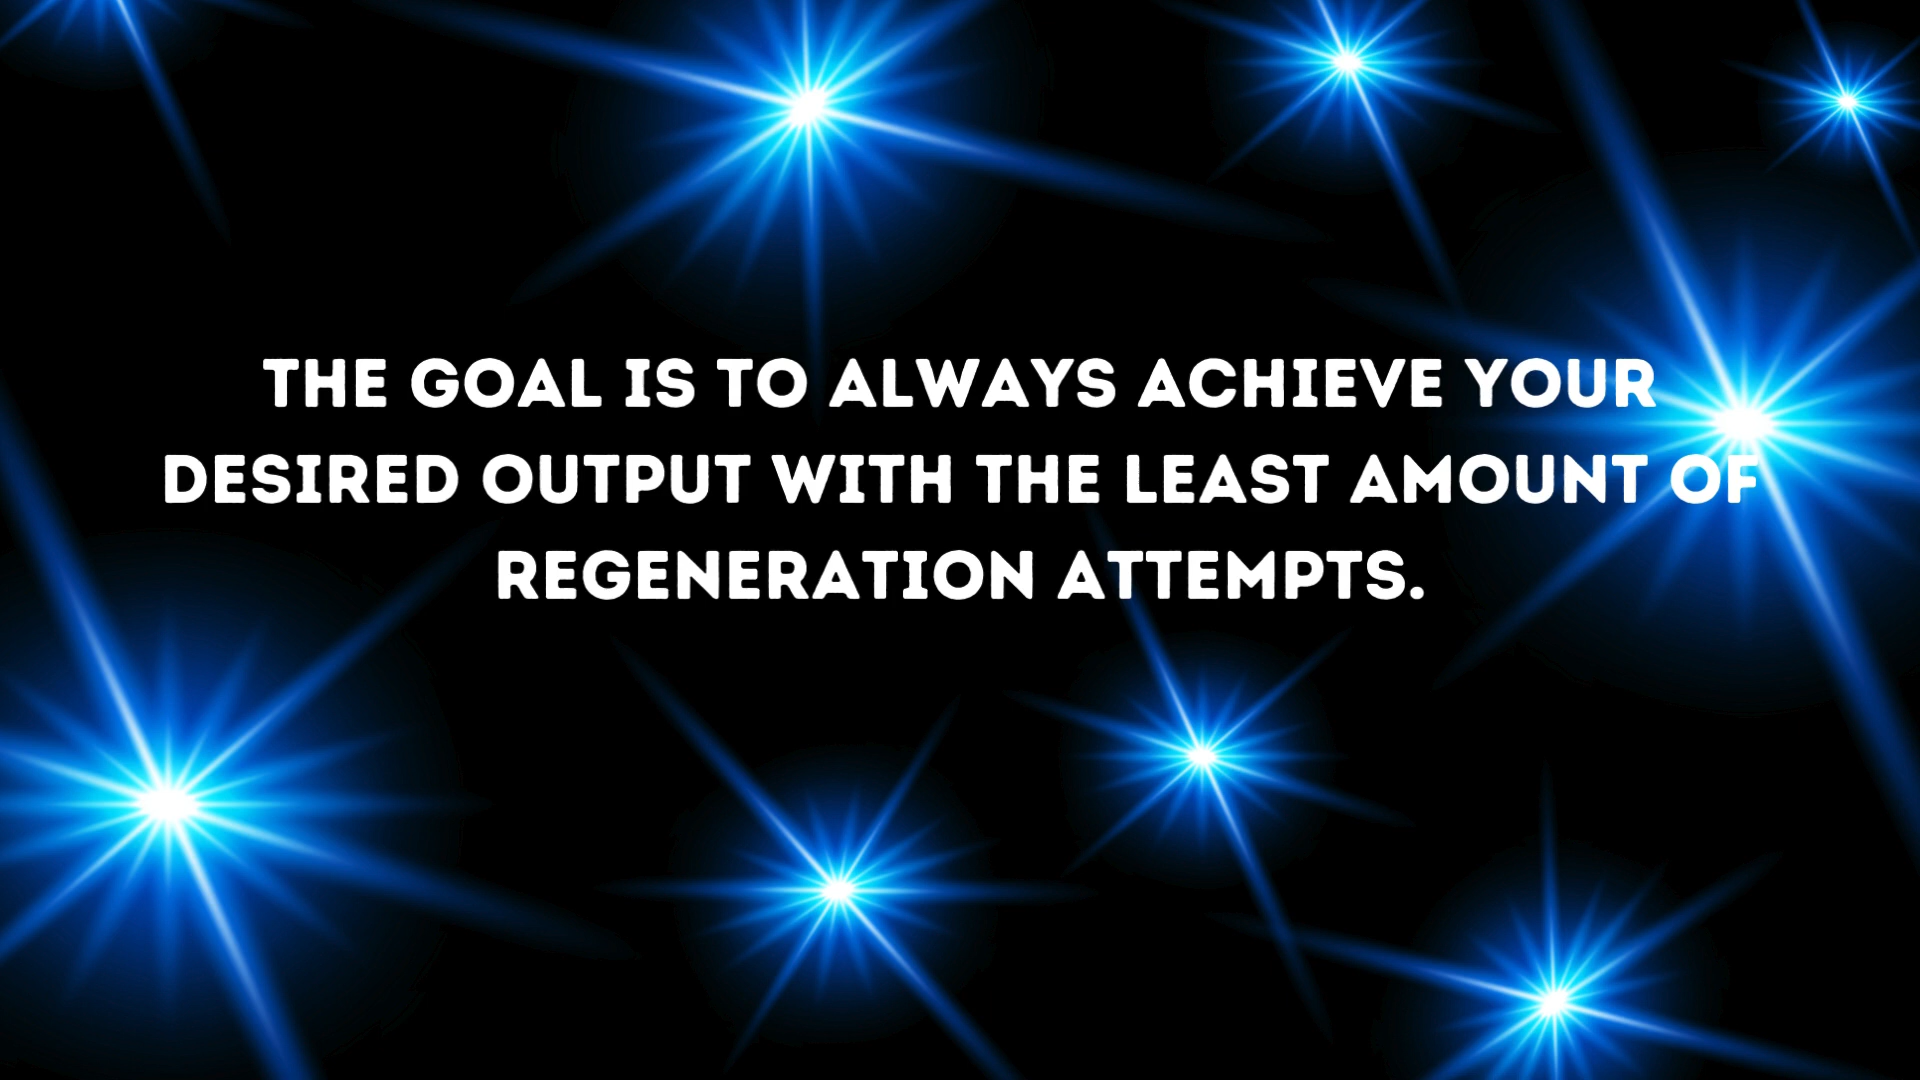 THE GOAL IS TO ALWAYS ACHIEVE YOUR
DESIRED OUTPUT WITH THE LEAST AMOUNT OF
REGENERATION ATTEMPTS.